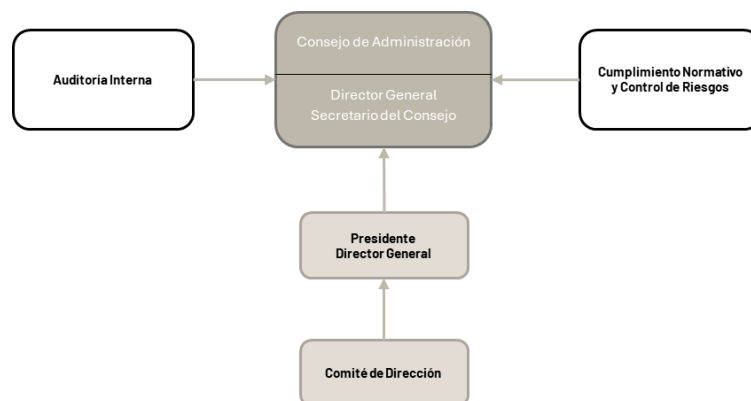 Consejo de Administración
Director General
Secretario del Consejo
Auditoría Interna
Cumplimiento Normativo
y Control de Riesgos
Presidente
Director General
Comité de Dirección